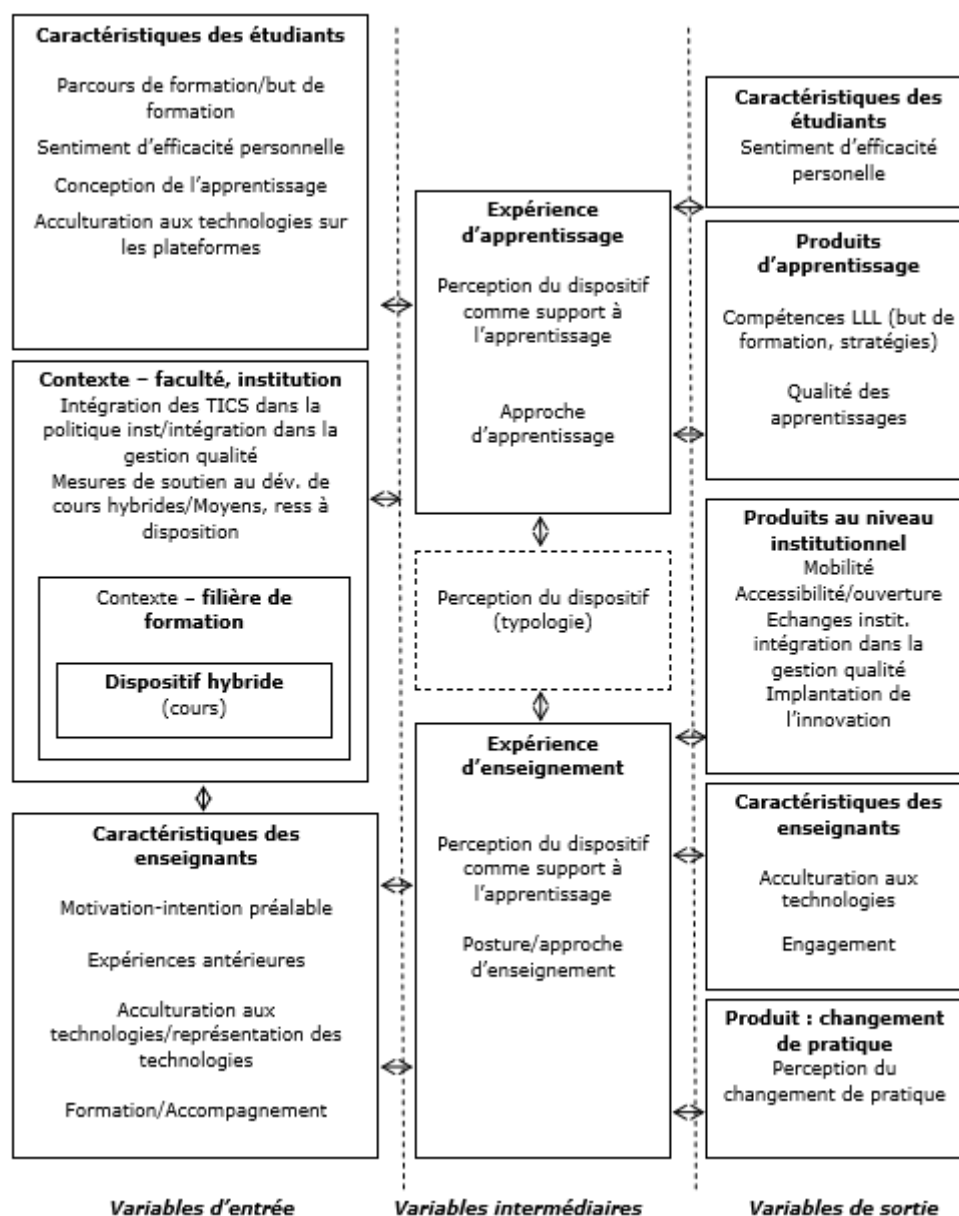 Caractéristiques des étudiants
Parcours de formation/but de
formation
Sentiment d'efficacité personnelle
Conception de l'apprentissage
Acculturation aux technologies sur
les plateformes
Contexte – faculté, institution
Intégration des TICS dans la
politique inst/intégration dans la
gestion qualité
Mesures de soutien au dév. de
cours hybrides/Moyens, ress à
disposition
Contexte – filière de
formation
Dispositif hybride
(cours)
Caractéristiques des
enseignants
Motivation-intention préalable
Expériences antérieures
Acculturation aux
technologies/représentation des
technologies
Formation/Accompagnement
Variables d'entrée
Expérience
d'apprentissage
Perception du dispositif
comme support à
l'apprentissage
Approche
d'apprentissage
Perception du dispositif
(typologie)
Expérience
d'enseignement
Perception du dispositif
comme support à
l'apprentissage
Posture/approche
d'enseignement
Variables intermédiaires
Caractéristiques des
étudiants
Sentiment d'efficacité
personelle
Produits
d'apprentissage
Compétences LLL (but de
formation, stratégies)
Qualité des
apprentissages
Produits au niveau
institutionnel
Mobilité
Accessibilité/ouverture
Echanges instit.
intégration dans la
gestion qualité
Implantation de
l'innovation
Caractéristiques des
enseignants
Acculturation aux
technologies
Engagement
Produit : changement
de pratique
Perception du
changement de pratique
Variables de sortie